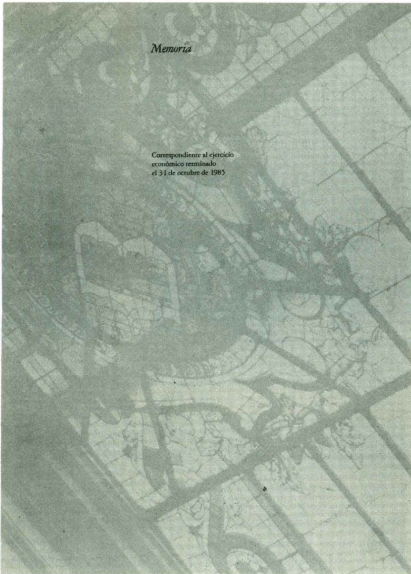 Memoria
Correspondiente al ejercicio
económico terminado
el 31 de octubre de 1985